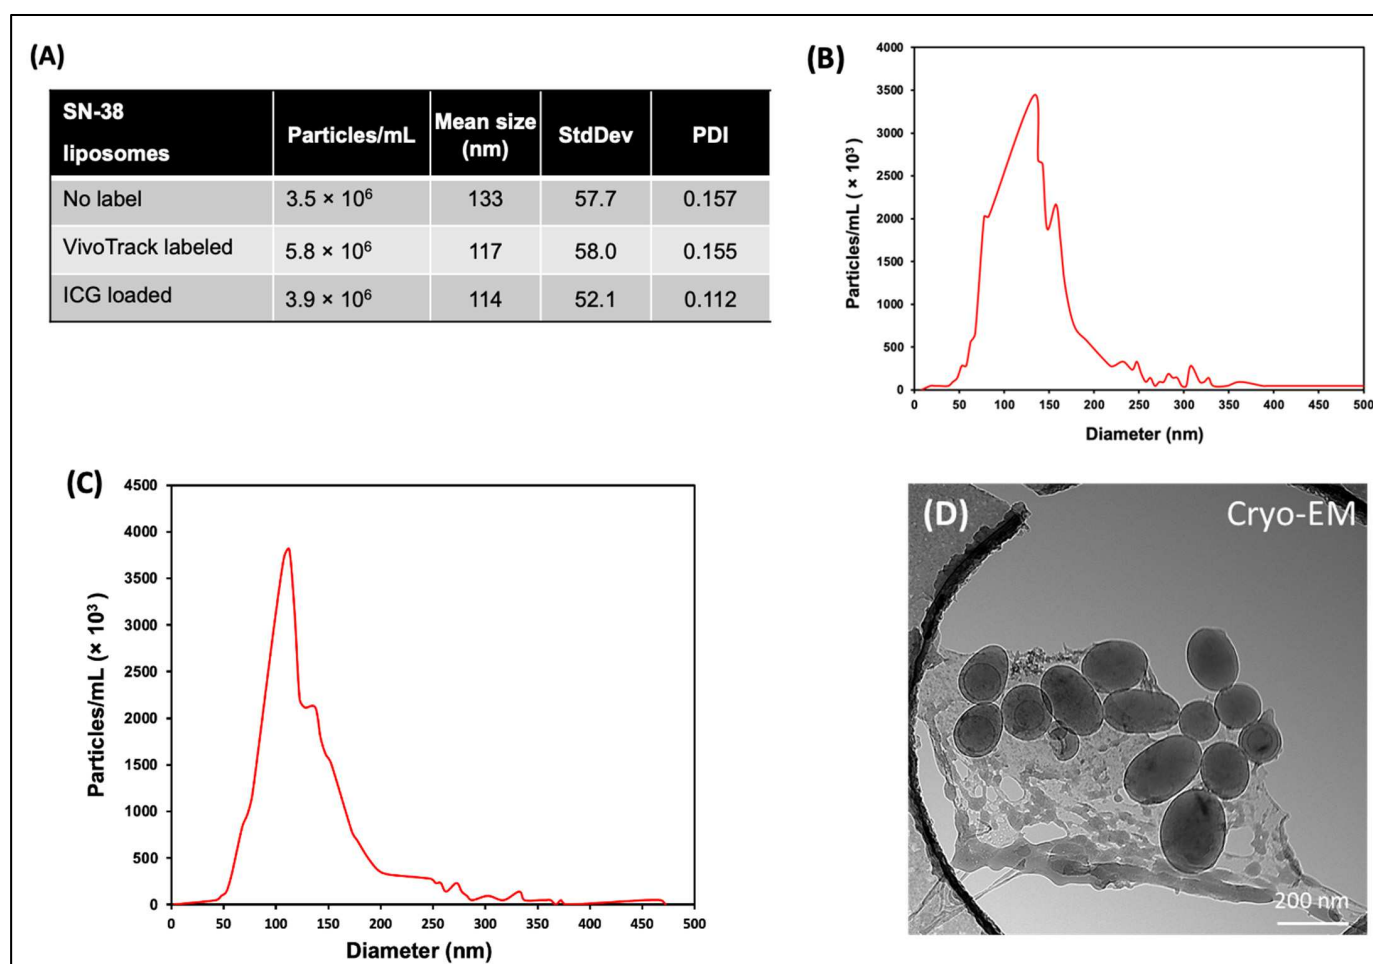 (A)
SN-38
liposomes
Particles/mL
Mean size
(nm)
StdDev
PDI
No label
3.5 × 10⁶
133
57.7
0.157
VivoTrack labeled
5.8 × 10⁶
117
58.0
0.155
ICG loaded
3.9 × 10⁶
114
52.1
0.112
(B)
Particles/mL ( × 10³)
4000
3500
3000
2500
2000
1500
1000
500
0
0 50 100 150 200 250 300 350 400 450 500
Diameter (nm)
(C)
Particles/mL (× 10³)
4500
4000
3500
3000
2500
2000
1500
1000
500
0
0 50 100 150 200 250 300 350 400 450 500
Diameter (nm)
(D)
Cryo-EM
200 nm